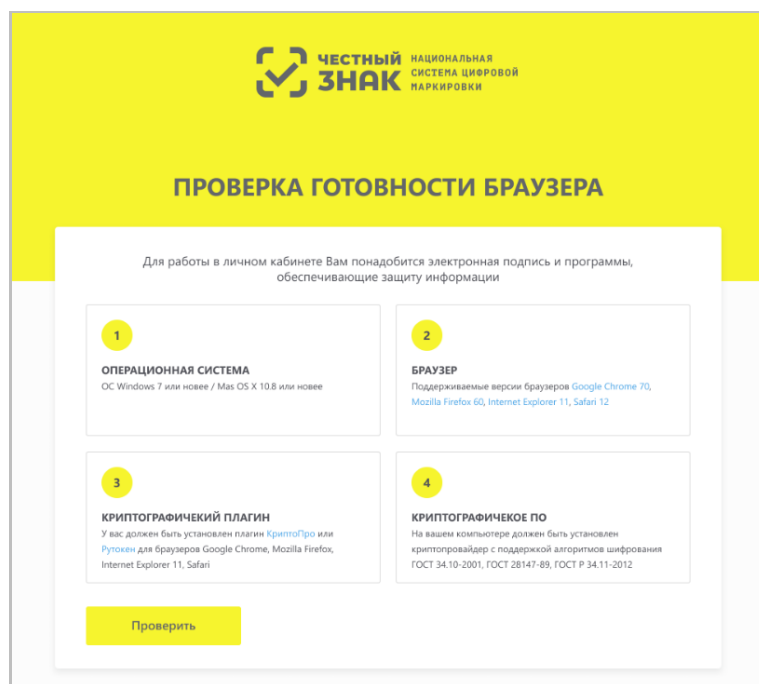 ЧЕСТНЫЙ
ЗНАК
НАЦИОНАЛЬНАЯ
СИСТЕМА ЦИФРОВОЙ
МАРКИРОВКИ
ПРОВЕРКА ГОТОВНОСТИ БРАУЗЕРА
Для работы в личном кабинете Вам понадобится электронная подпись и программы,
обеспечивающие защиту информации
1
ОПЕРАЦИОННАЯ СИСТЕМА
ОС Windows 7 или новее / Mas OS X 10.8 или новее
2
БРАУЗЕР
Поддерживаемые версии браузеров Google Chrome 70,
Mozilla Firefox 60, Internet Explorer 11, Safari 12
3
КРИПТОГРАФИЧЕКИЙ ПЛАГИН
У вас должен быть установлен плагин КриптоПро или
Рутокен для браузеров Google Chrome, Mozilla Firefox,
Internet Explorer 11, Safari
4
КРИПТОГРАФИЧЕКОЕ ПО
На вашем компьютере должен быть установлен
криптопровайдер с поддержкой алгоритмов шифрования
ГОСТ 34.10-2001, ГОСТ 28147-89, ГОСТ Р 34.11-2012
Проверить